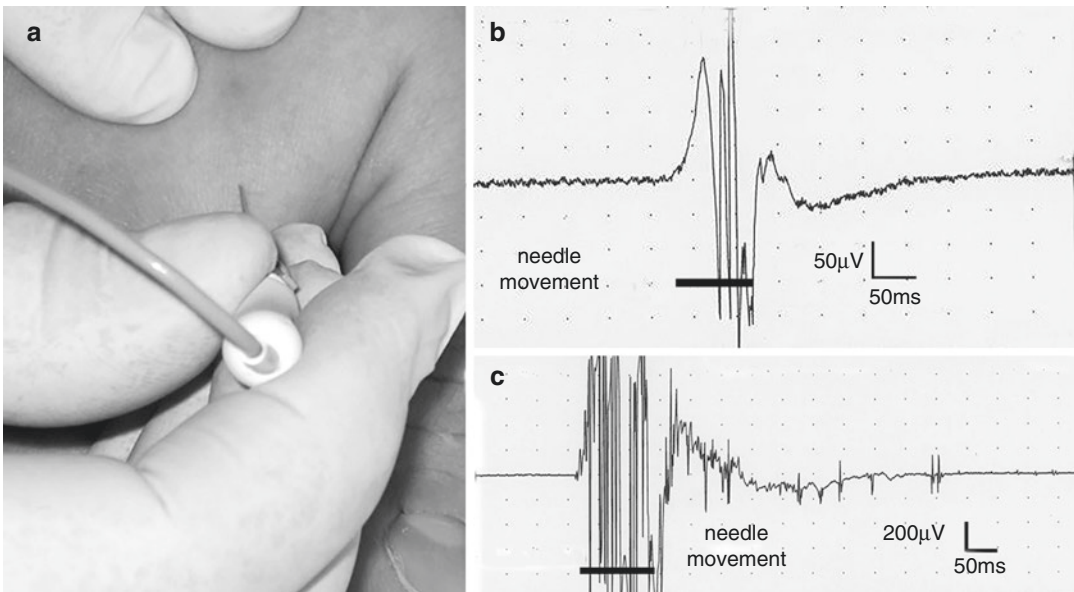 a
b
needle
movement
50μV
50ms
c
needle
movement
200μV
50ms